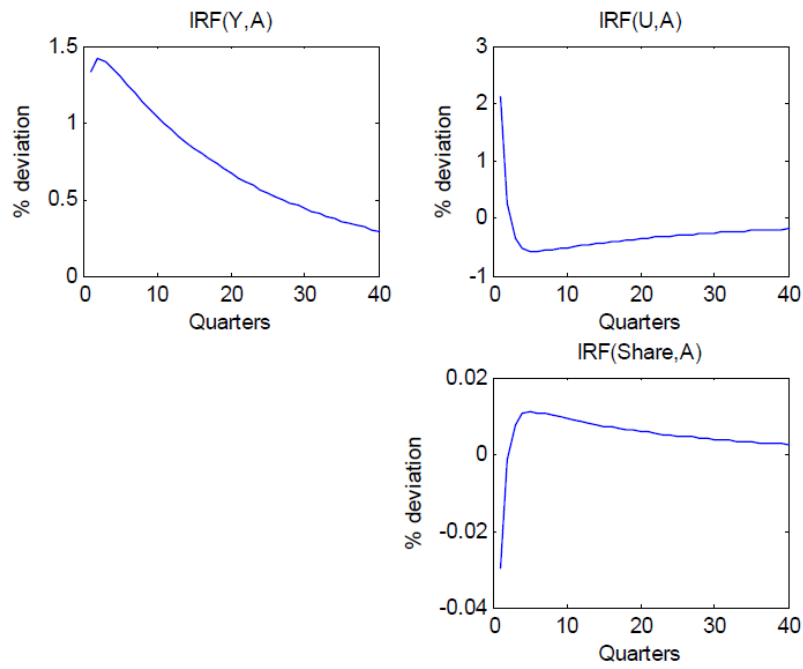 IRF(Y,A)
1.5
1
0.5
0
% deviation
0 10 20 30 40
Quarters
IRF(U,A)
3
2
1
0
-1
% deviation
0 10 20 30 40
Quarters
IRF(Share,A)
0.02
0
-0.02
-0.04
% deviation
0 10 20 30 40
Quarters